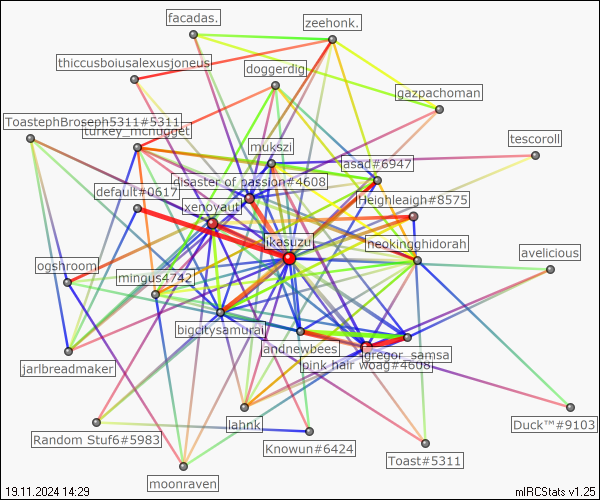 facadas.
zeehonk.
thiccusboiusalexusjoneus
doggerdig
gazpachoman
ToastephBroseph5311#5311
turkey_mcnugget
tescoroll
mukszi
asad#6947
disaster of passion#4608
default#0617
Heighleaigh#8575
xenovaut
ikasuzu
neokingghidorah
avelicious
ogshroom
mingus4742
bigcitysamurai
andnewbees
gregor_samsa
pink hair woag#4608
jarlbreadmaker
lahnk
Duck™#9103
Random Stuf6#5983
Knowun#6424
Toast#5311
moonraven
19.11.2024 14:29
mIRCStats v1.25